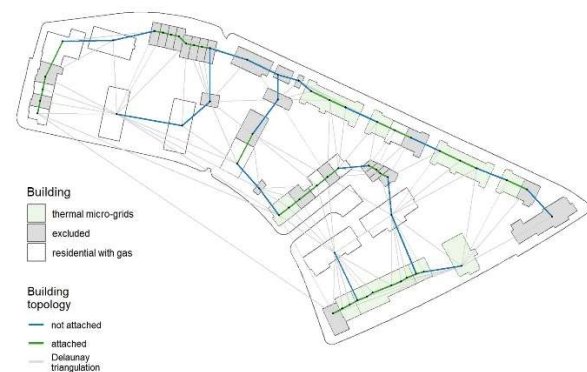 Building
thermal micro-grids
excluded
residential with gas
Building
topology
not attached
attached
Delaunay
triangulation